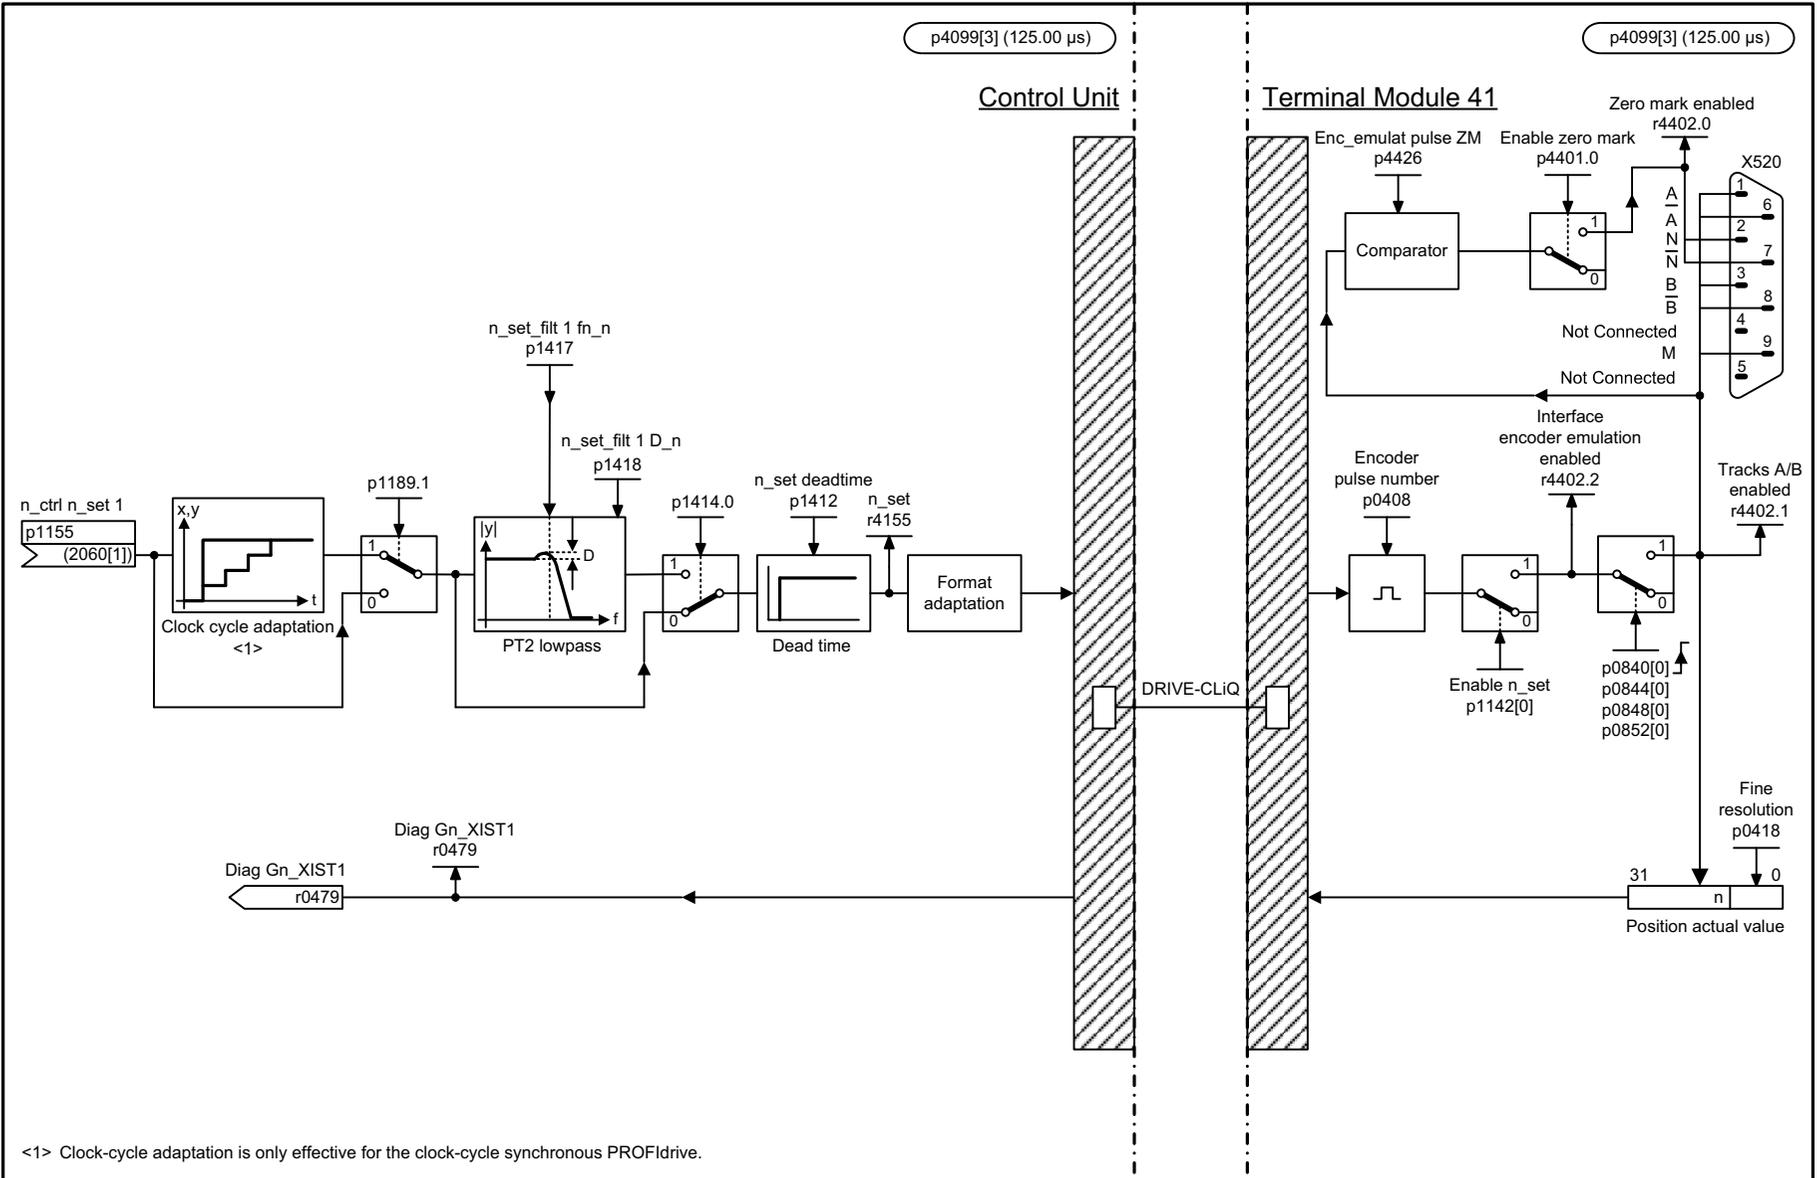 p4099[3] (125.00 µs)
p4099[3] (125.00 µs)
Control Unit
Terminal Module 41
Zero mark enabled
r4402.0
Enc_emulat pulse ZM
p4426
Enable zero mark
p4401.0
X520
Comparator
1
0
A
A
N
N
B
B
Not Connected
M
Not Connected
1
6
2
7
3
8
4
9
5
n_set_filt 1 fn_n
p1417
n_set_filt 1 D_n
p1418
n_ctrl n_set 1
p1155
(2060[1])
x,y
t
Clock cycle adaptation
<1>
p1189.1
1
0
|y|
D
f
PT2 lowpass
p1414.0
1
0
n_set deadtime
p1412
Dead time
n_set
r4155
Format
adaptation
DRIVE-CLiQ
Encoder
pulse number
p0408
Interface
encoder emulation
enabled
r4402.2
1
0
Enable n_set
p1142[0]
1
0
p0840[0]
p0844[0]
p0848[0]
p0852[0]
Tracks A/B
enabled
r4402.1
Fine
resolution
p0418
31
0
n
Position actual value
Diag Gn_XIST1
r0479
Diag Gn_XIST1
r0479
<1> Clock-cycle adaptation is only effective for the clock-cycle synchronous PROFIdrive.